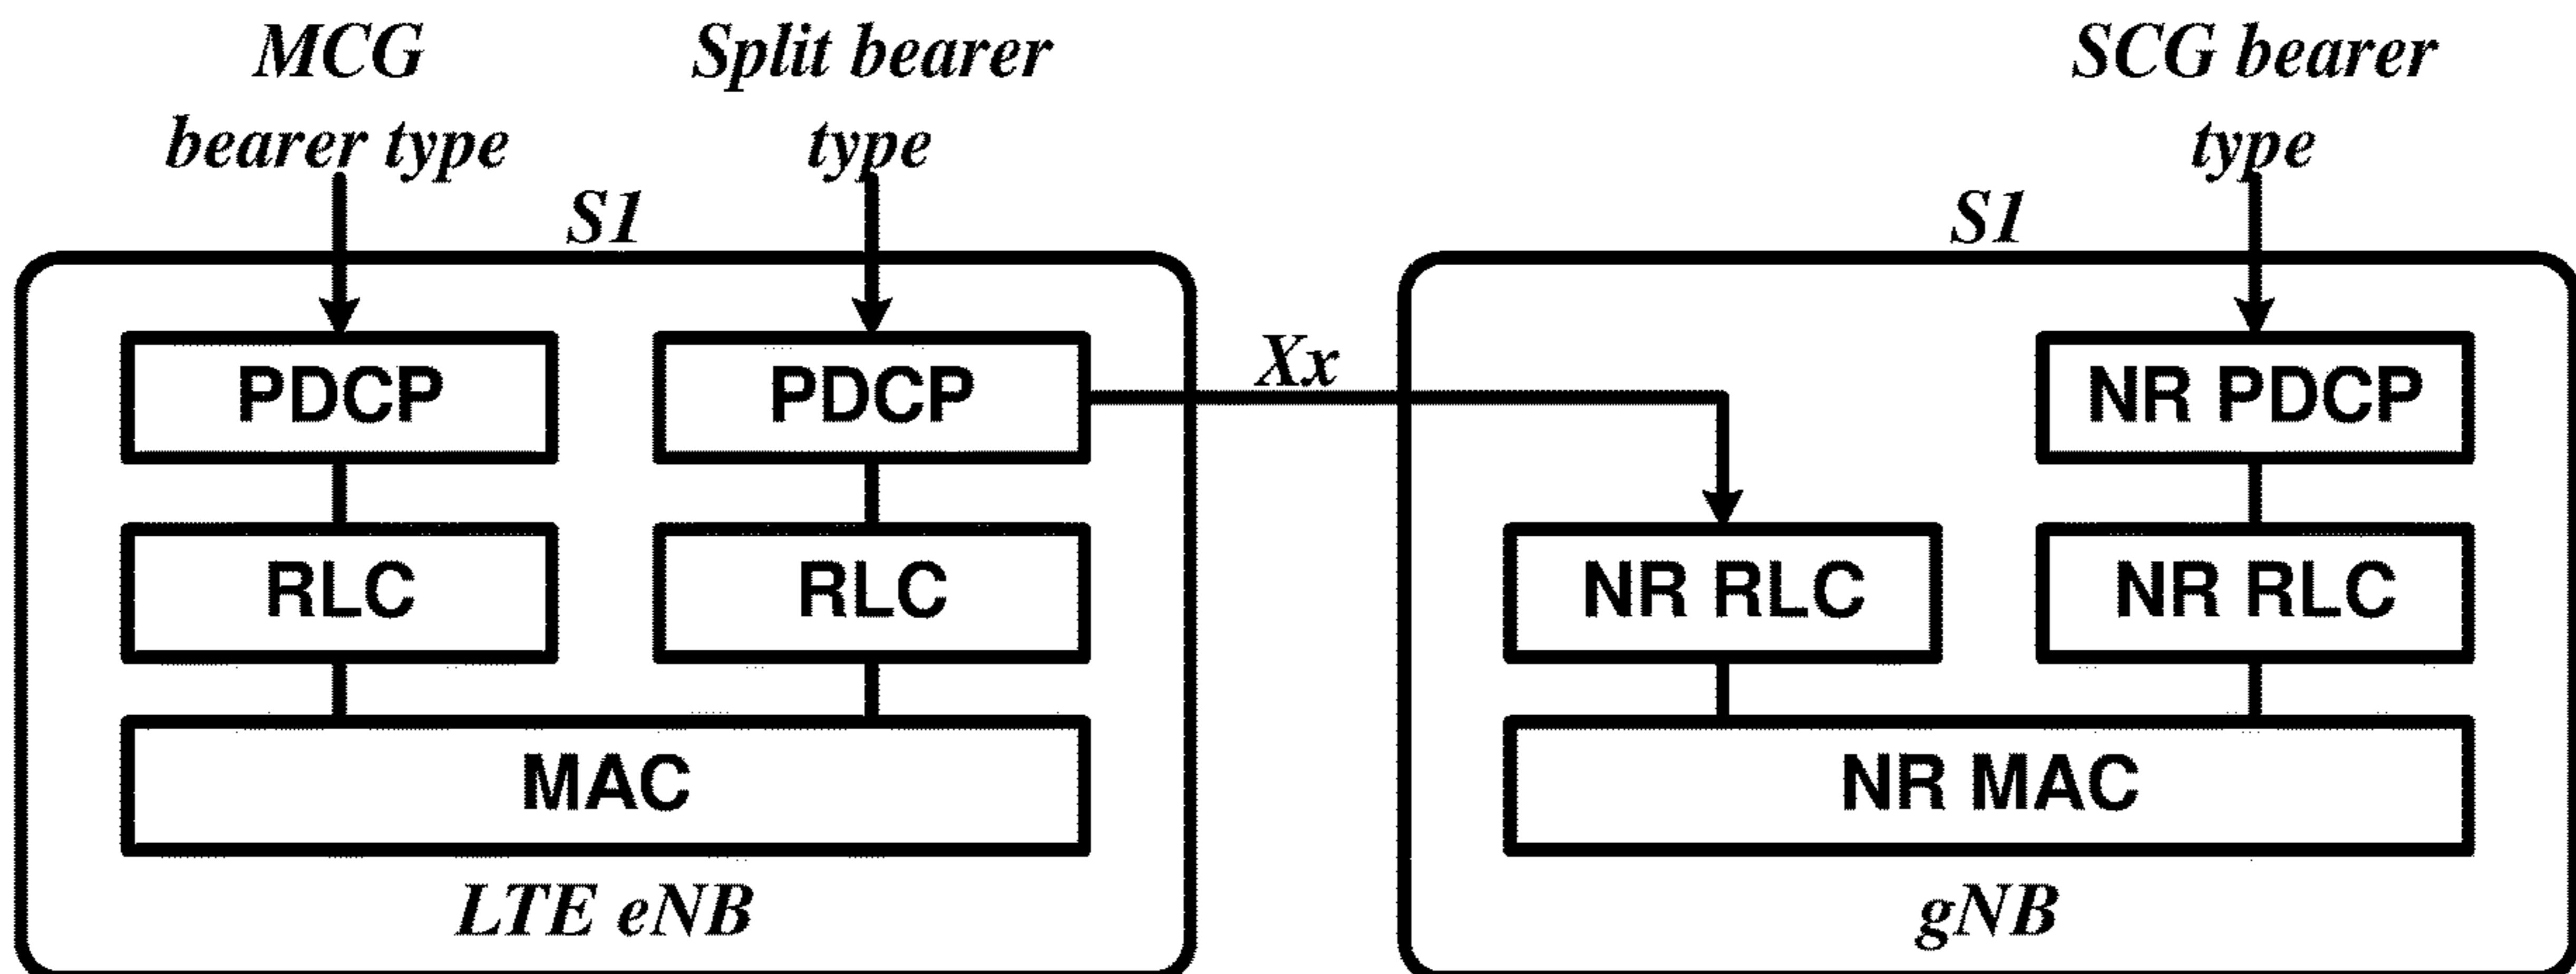 MCG
bearer type
Split bearer
type
SCG bearer
type
S1
S1
Xx
PDCP
PDCP
NR PDCP
RLC
RLC
NR RLC
NR RLC
MAC
NR MAC
LTE eNB
gNB